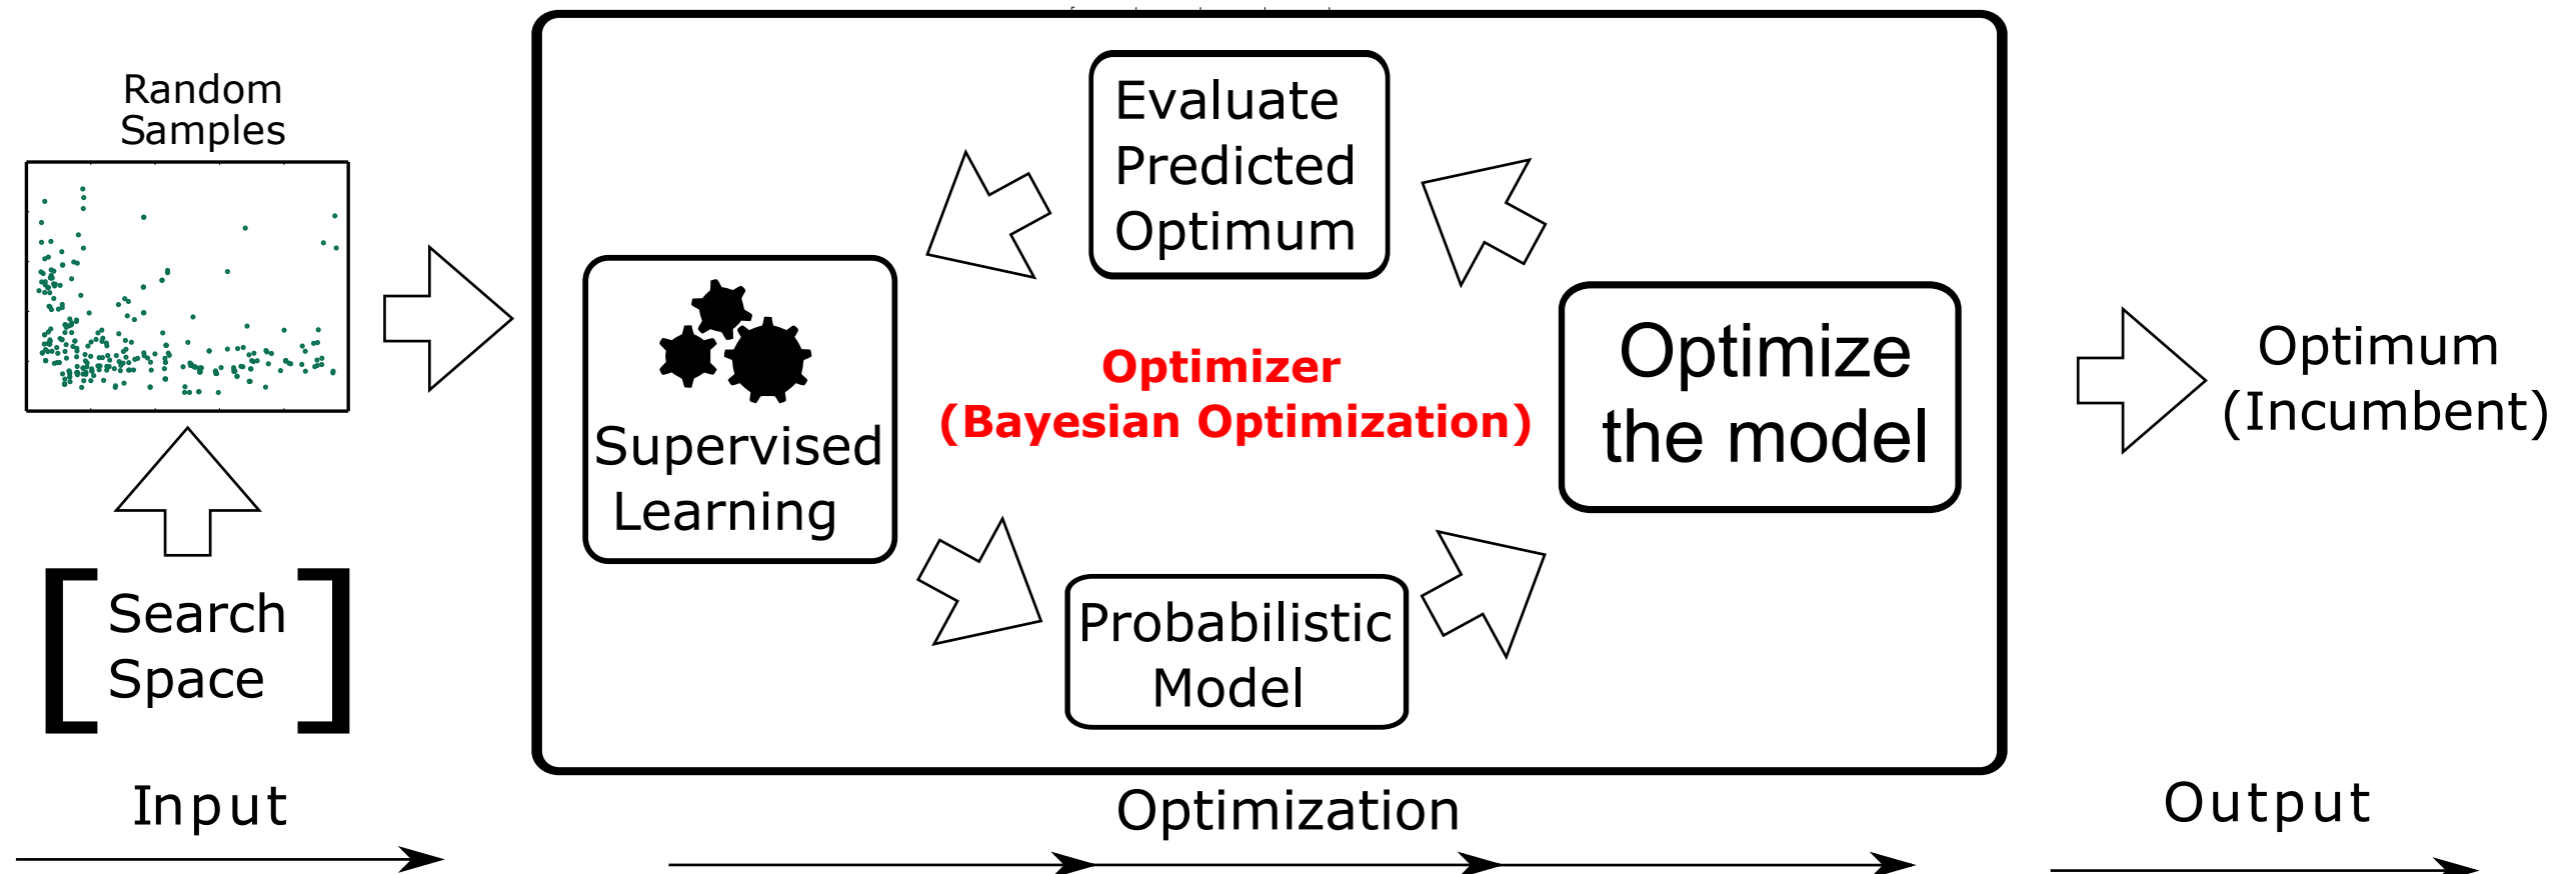 Random
Samples
Search
Space
Input
Evaluate
Predicted
Optimum
Supervised
Learning
Optimizer
(Bayesian Optimization)
Optimize
the model
Probabilistic
Model
Optimization
Optimum
(Incumbent)
Output